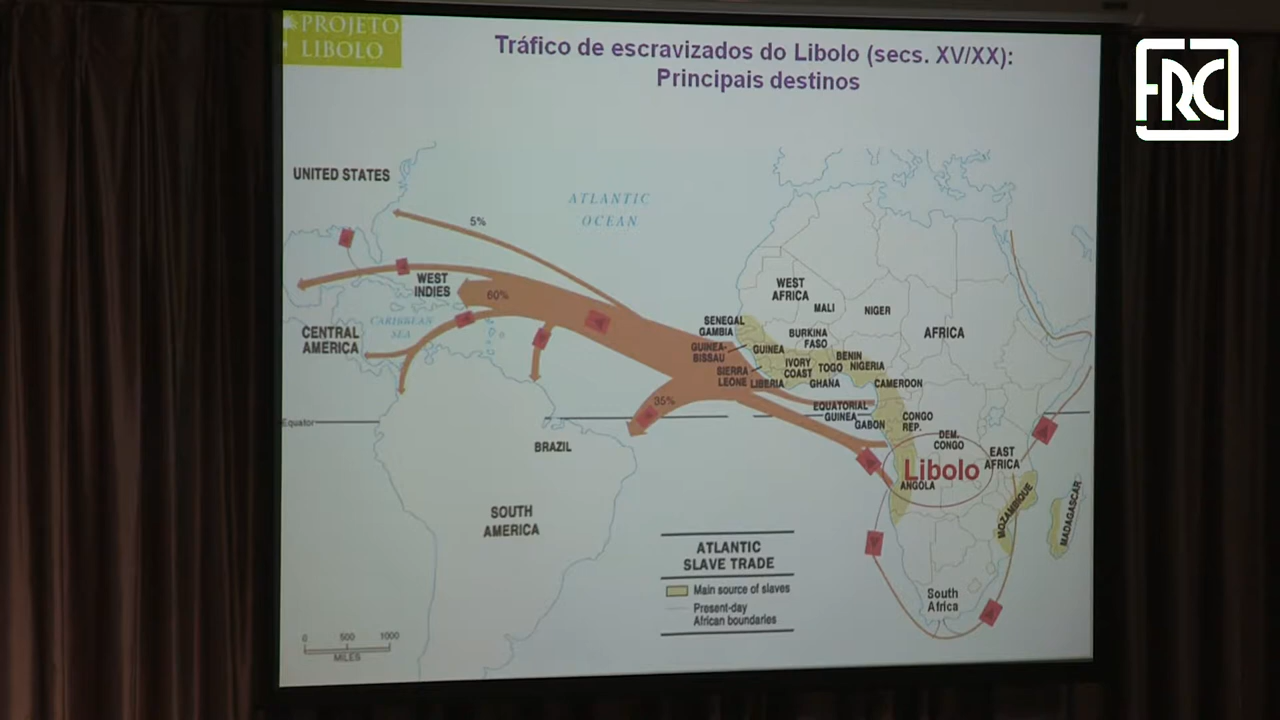 PROJETO
LIBOLO
Tráfico de escravizados do Libolo (secs. XV/XX):
Principais destinos
FRC
UNITED STATES
ATLANTIC
OCEAN
5%
WEST
INDIES
60%
CARIBBEAN
SEA
CENTRAL
AMERICA
WEST
AFRICA
MALI
NIGER
AFRICA
SENEGAL
GAMBIA
GUINEA-
BISSAU
GUINEA
BURKINA
FASO
BENIN
NIGERIA
IVORY
COAST
TOGO
SIERRA
LEONE
LIBERIA
GHANA
CAMERDON
35%
EQUATORIAL
GUINEA
GABON
CONGO
REP.
DEM.
CONGO
EAST
AFRICA
Equator
BRAZIL
Libolo
ANGOLA
MOZAMBIQUE
MADAGASCAR
SOUTH
AMERICA
ATLANTIC
SLAVE TRADE
Main source of slaves
Present-day
African boundaries
South
Africa
0 500 1000
MILES